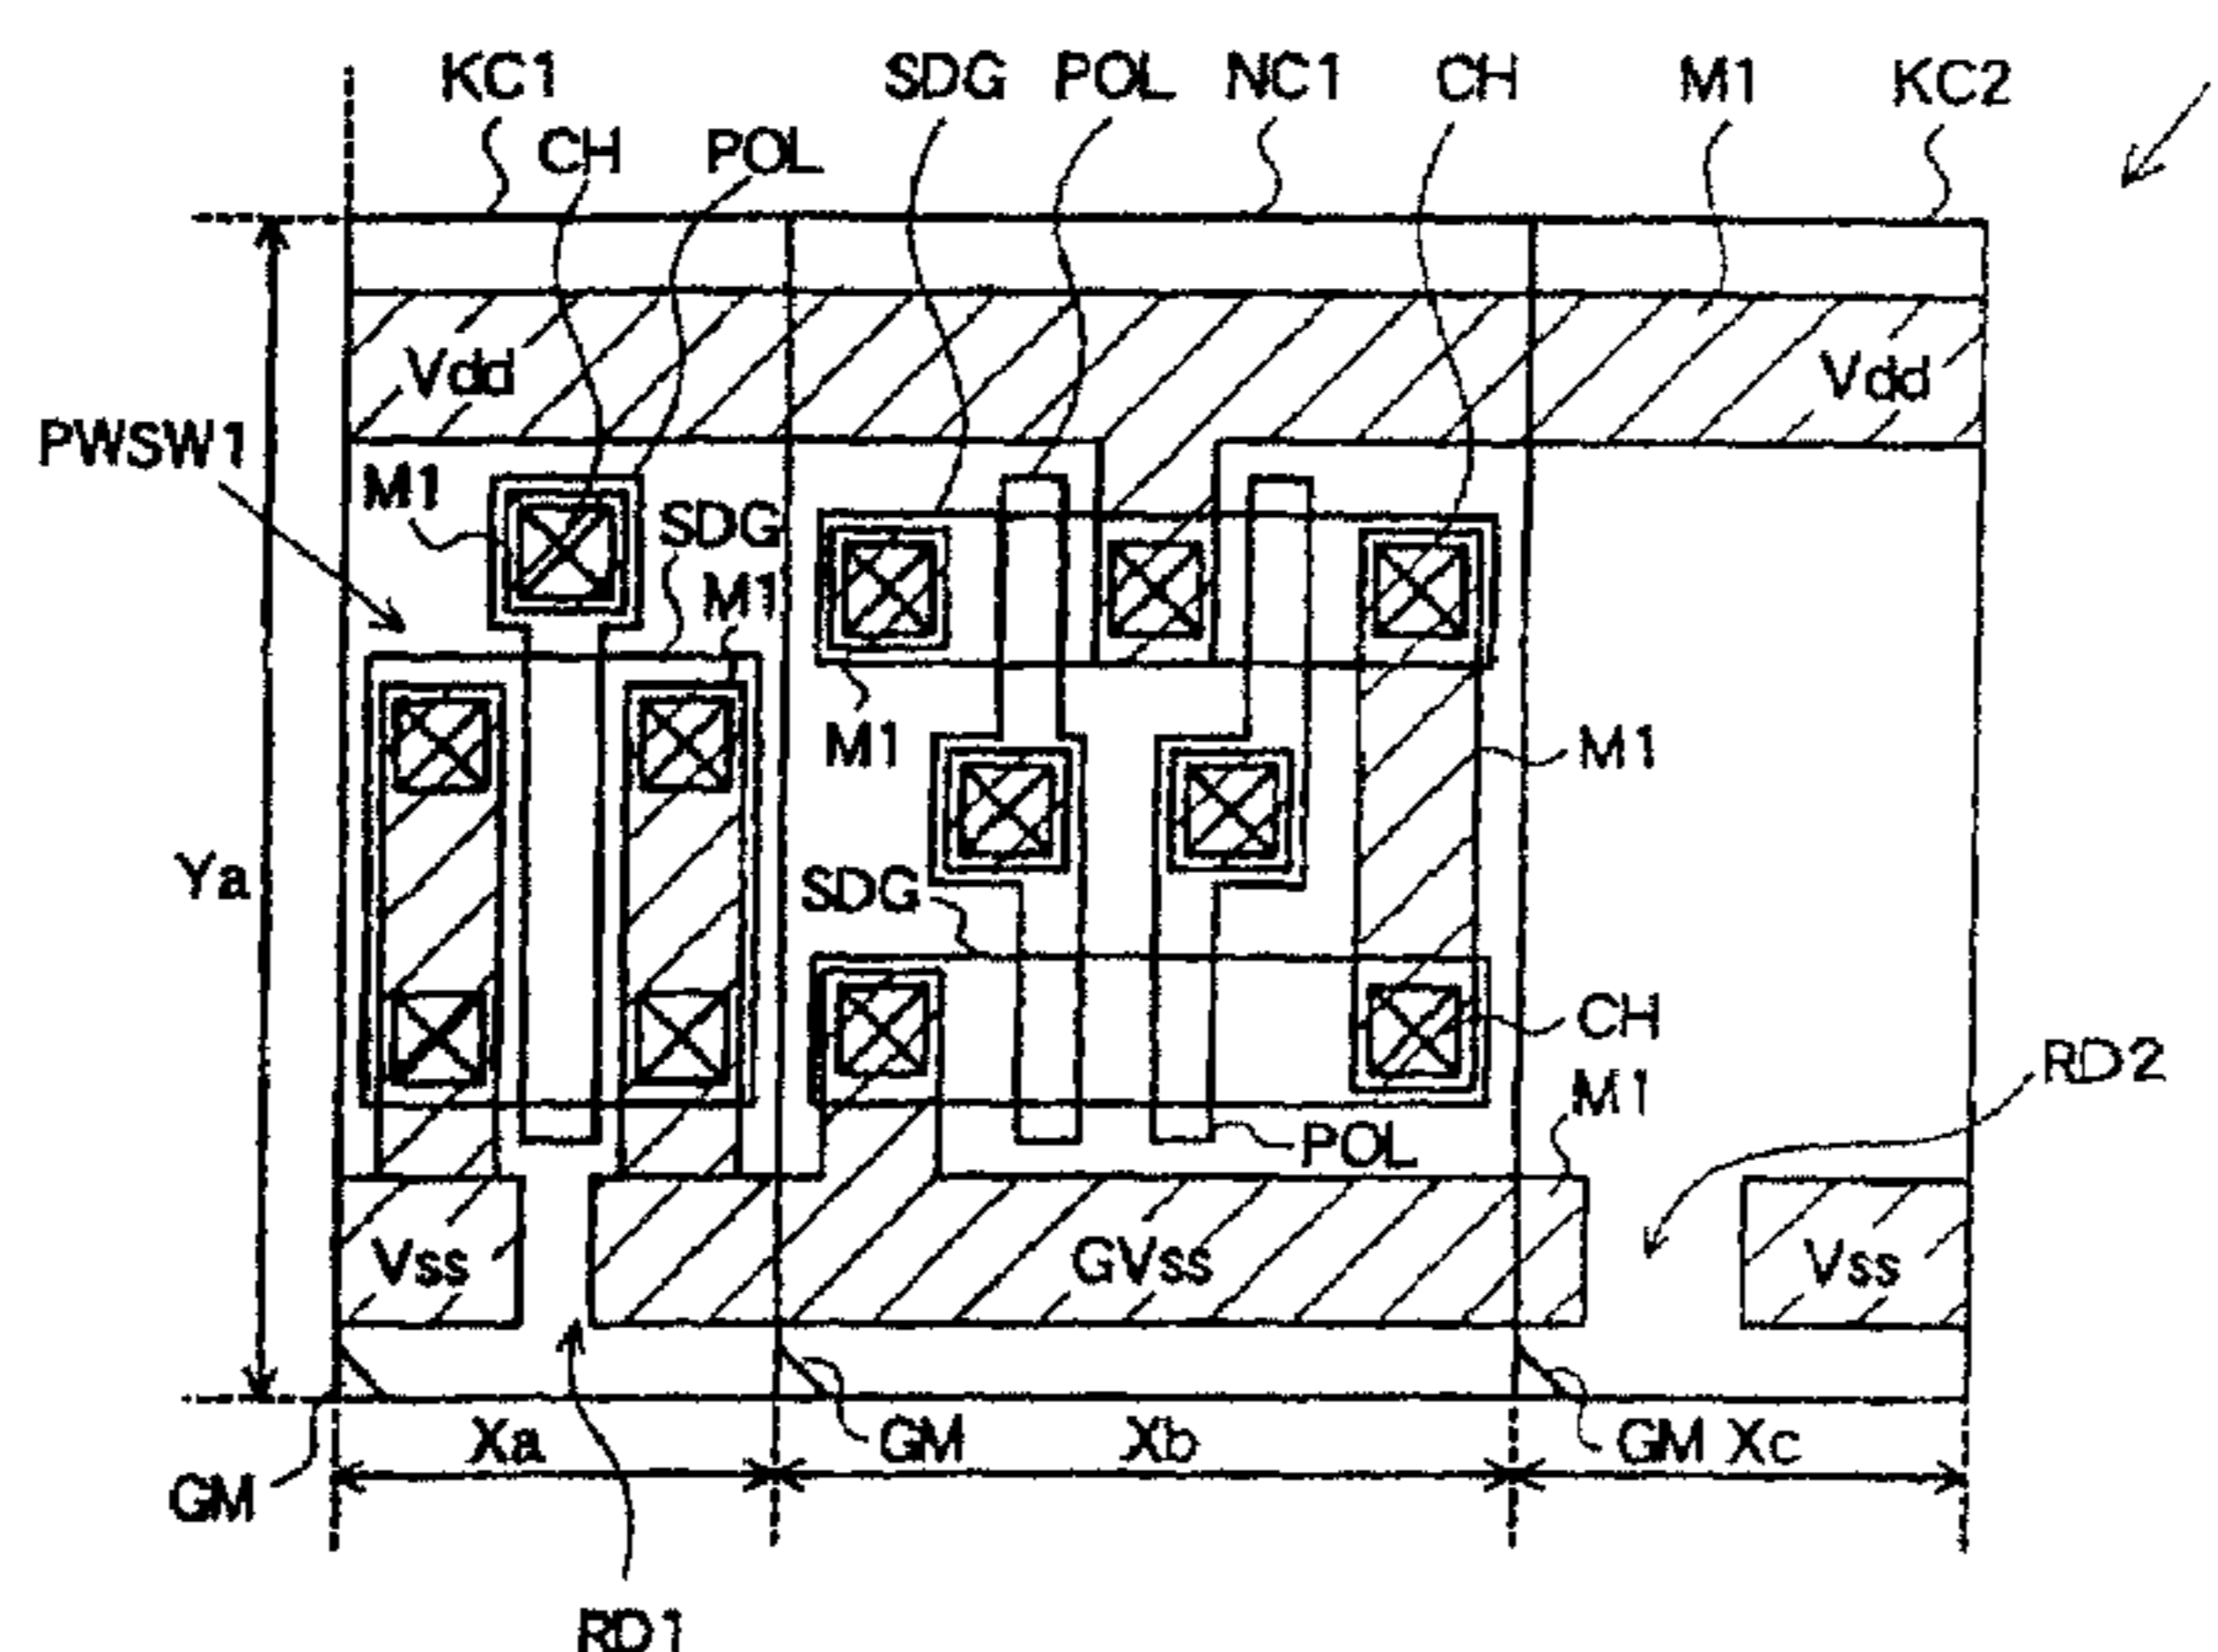 KC1 SDG POL NC1 CH M1 KC2
CH POL
Vdd Vdd
PWSW1
M1 SDG
M1
M1 M1
Ya SDG
CH
RD2
M1
POL
Vss GVss Vss
Xa GM Xb GM Xc
GM
RD1